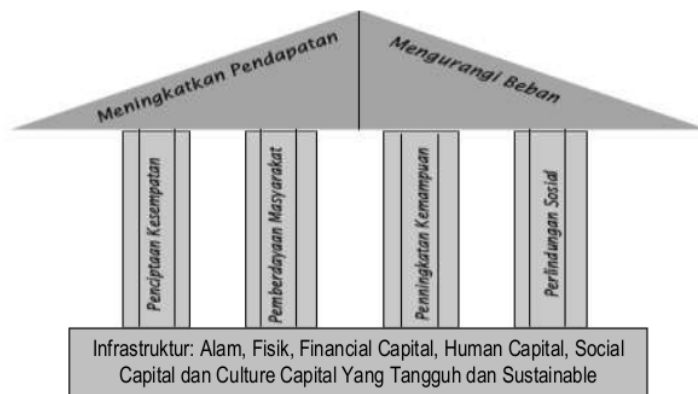 Meningkatkan Pendapatan
Mengurangi Beban
Penciptaan Kesempatan
Pemberdayaan Masyarakat
Penningkatan Kemampuan
Perlindungan Sosial
Infrastruktur: Alam, Fisik, Financial Capital, Human Capital, Social
Capital dan Culture Capital Yang Tangguh dan Sustainable